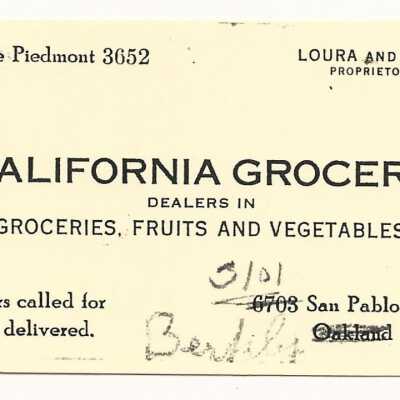 e Piedmont 3652
LOURA AND
PROPRIETO
ALIFORNIA GROCER
DEALERS IN
GROCERIES, FRUITS AND VEGETABLES
rs called for
delivered.
3101
6703 San Pablo
Oakland